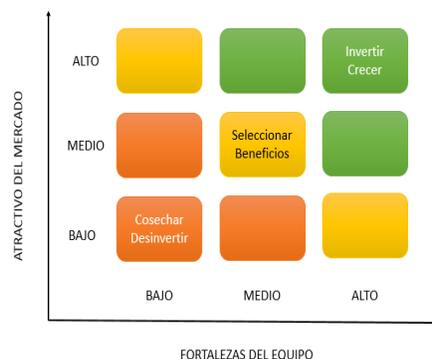 ATRACTIVO DEL MERCADO
ALTO
Invertir
Crecer
MEDIO
Seleccionar
Beneficios
BAJO
Cosechar
Desinvertir
BAJO
MEDIO
ALTO
FORTALEZAS DEL EQUIPO